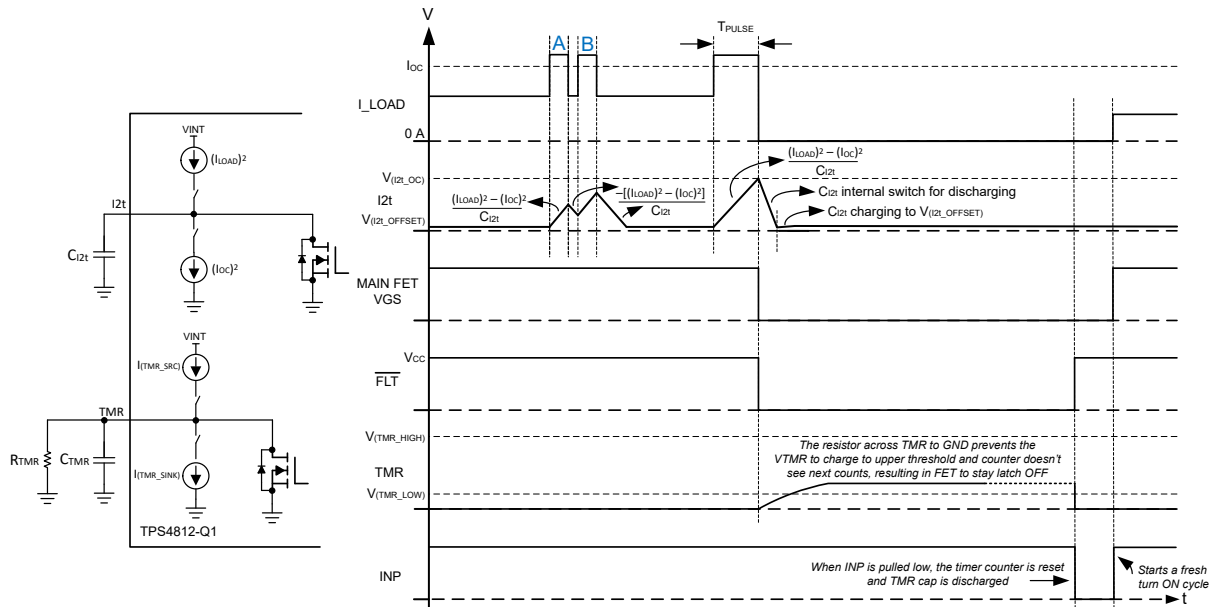 V
A
B
TPULSE
IOC
I_LOAD
0 A
VINT
(ILOAD)²
I2t
CI2t
(IOC)²
VINT
I(TMR_SRC)
TMR
RTMR
CTMR
I(TMR_SINK)
TPS4812-Q1
V(I2t_OC)
I2t
V(I2t_OFFSET)
(ILOAD)² – (IOC)²
CI2t
–[(ILOAD)² – (IOC)²]
CI2t
(ILOAD)² – (IOC)²
CI2t
CI2t internal switch for discharging
CI2t charging to V(I2t_OFFSET)
MAIN FET
VGS
VCC
FLT
V(TMR_HIGH)
TMR
V(TMR_LOW)
The resistor across TMR to GND prevents the
VTMR to charge to upper threshold and counter doesn't
see next counts, resulting in FET to stay latch OFF
INP
When INP is pulled low, the timer counter is reset
and TMR cap is discharged
Starts a fresh
turn ON cycle
t